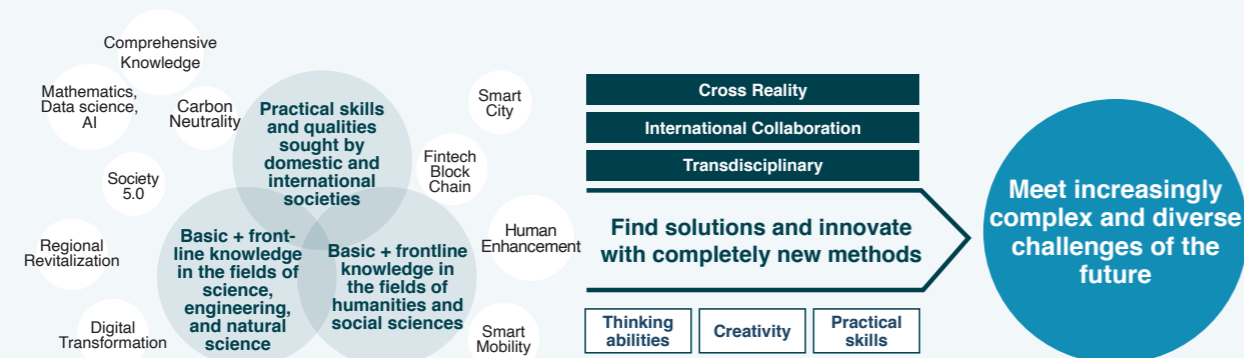 Comprehensive
Knowledge
Mathematics,
Data science,
AI
Carbon
Neutrality
Society
5.0
Regional
Revitalization
Digital
Transformation
Practical skills
and qualities
sought by
domestic and
international
societies
Basic + front-
line knowledge
in the fields of
science,
engineering,
and natural
science
Basic + frontline
knowledge in
the fields of
humanities and
social sciences
Smart
City
Fintech
Block
Chain
Human
Enhancement
Smart
Mobility
Cross Reality
International Collaboration
Transdisciplinary
Find solutions and innovate
with completely new methods
Thinking
abilities
Creativity
Practical
skills
Meet increasingly
complex and diverse
challenges of the
future